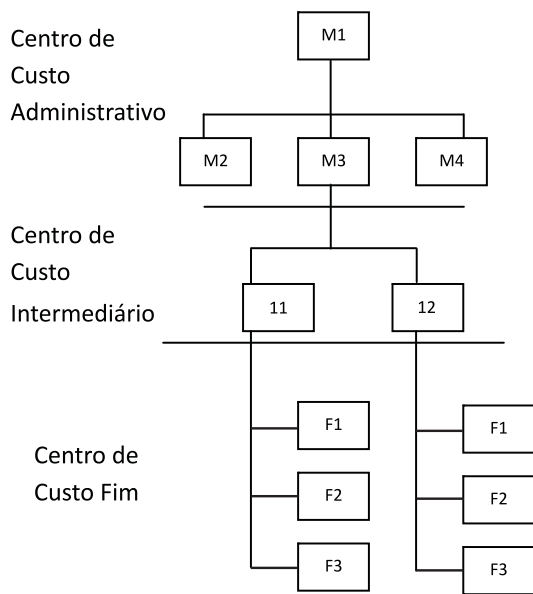 Centro de
Custo
Administrativo
M1
M2 M3 M4
Centro de
Custo
Intermediário
11 12
Centro de
Custo Fim
F1 F1
F2 F2
F3 F3